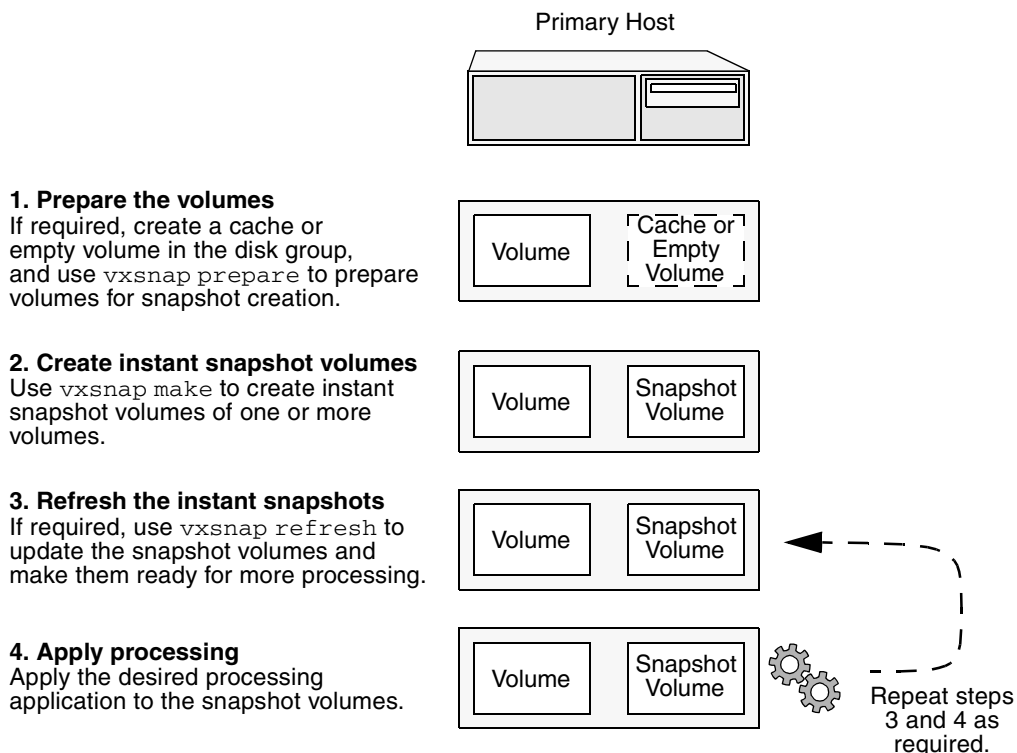 Primary Host
1. Prepare the volumes
If required, create a cache or
empty volume in the disk group,
and use vxsnap prepare to prepare
volumes for snapshot creation.
Volume
Cache or
Empty
Volume
2. Create instant snapshot volumes
Use vxsnap make to create instant
snapshot volumes of one or more
volumes.
Volume
Snapshot
Volume
3. Refresh the instant snapshots
If required, use vxsnap refresh to
update the snapshot volumes and
make them ready for more processing.
Volume
Snapshot
Volume
4. Apply processing
Apply the desired processing
application to the snapshot volumes.
Volume
Snapshot
Volume
Repeat steps
3 and 4 as
required.